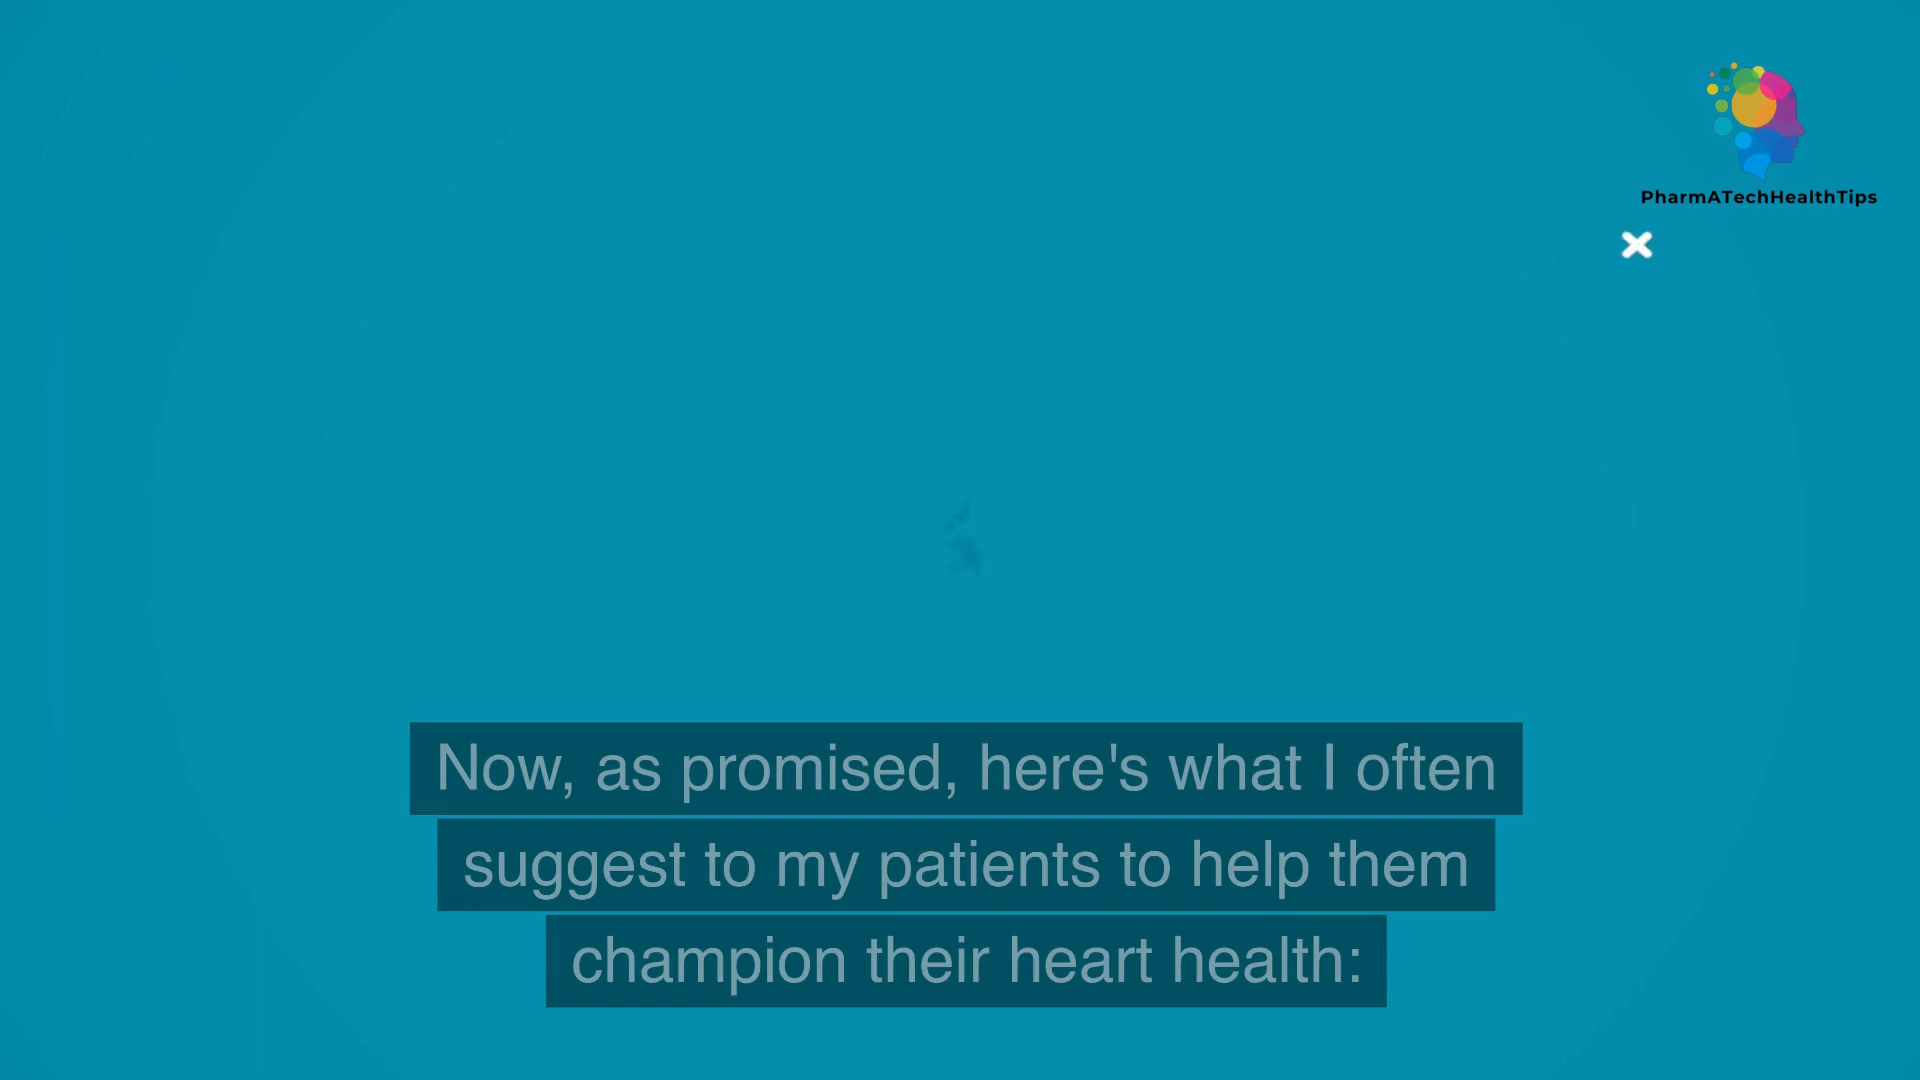 PharmATechHealthTips
Now, as promised, here's what I often
suggest to my patients to help them
champion their heart health: